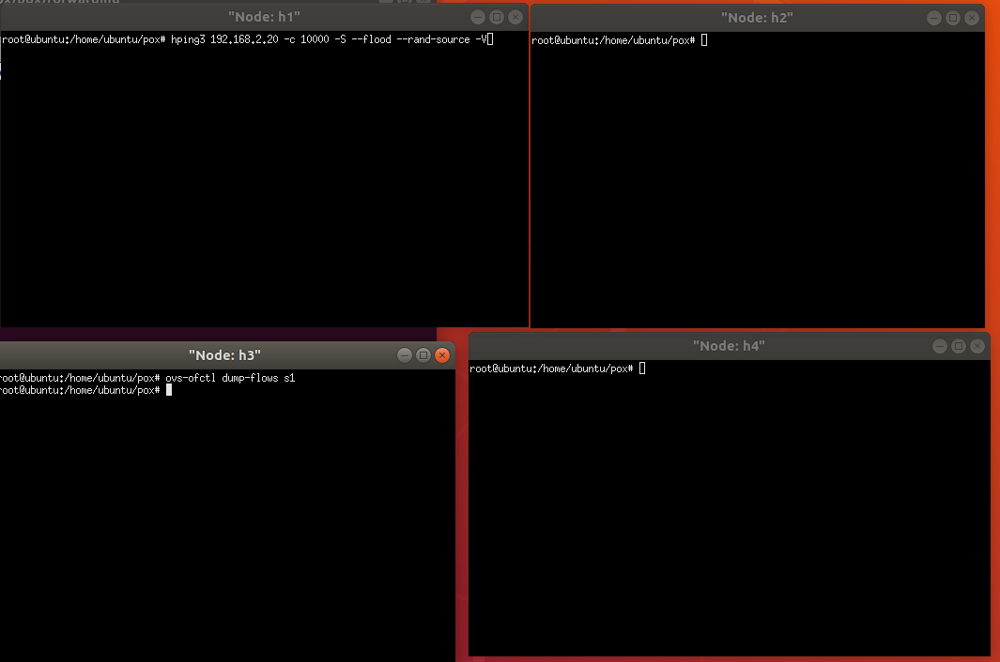 "Node: h1"
root@ubuntu:/home/ubuntu/pox# hping3 192.168.2.20 -c 10000 -S --flood --rand-source -V
"Node: h2"
root@ubuntu:/home/ubuntu/pox#
"Node: h3"
root@ubuntu:/home/ubuntu/pox# ovs-ofctl dump-flows s1
root@ubuntu:/home/ubuntu/pox#
"Node: h4"
root@ubuntu:/home/ubuntu/pox#